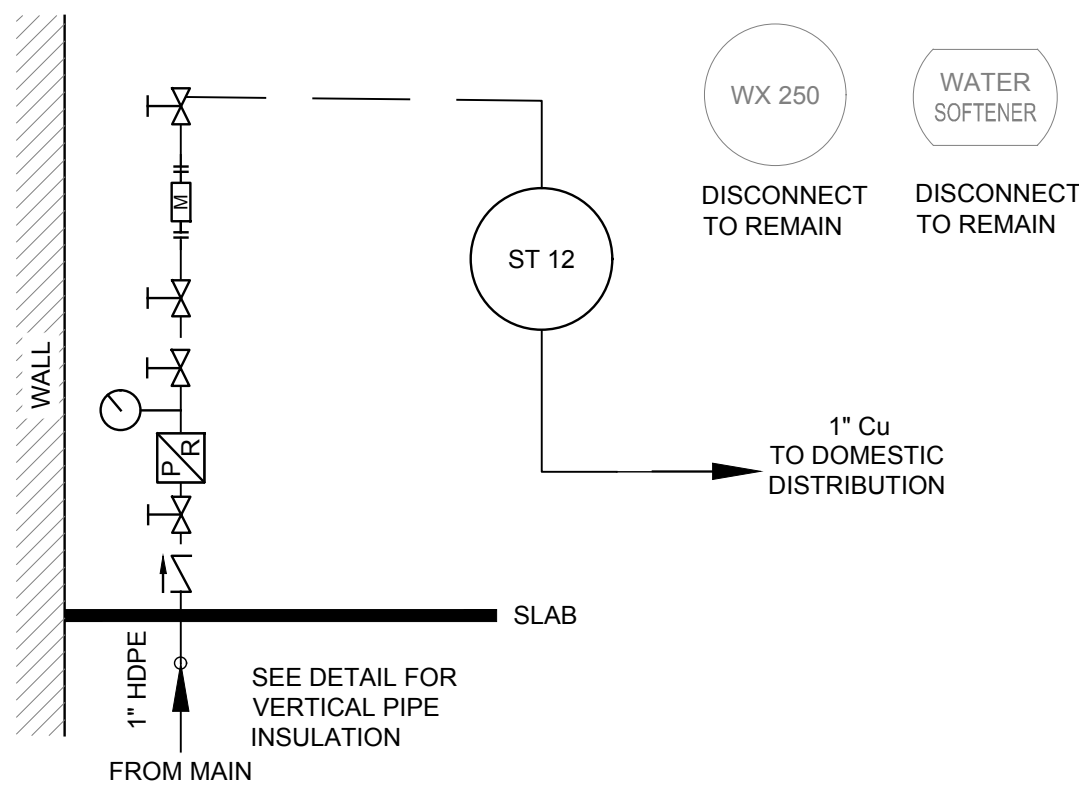 WX 250
WATER
SOFTENER
DISCONNECT
TO REMAIN
DISCONNECT
TO REMAIN
M
ST 12
WALL
P
R
1" Cu
TO DOMESTIC
DISTRIBUTION
SLAB
1" HDPE
SEE DETAIL FOR
VERTICAL PIPE
INSULATION
FROM MAIN